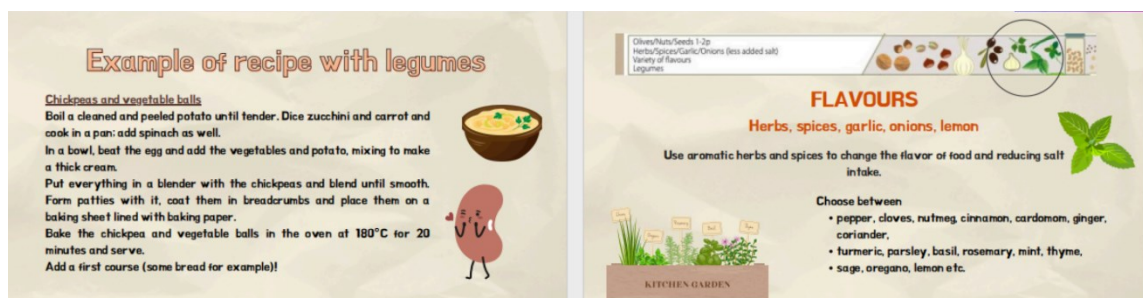 Example of recipe with legumes
Chickpeas and vegetable balls
Boil a cleaned and peeled potato until tender. Dice zucchini and carrot and
cook in a pan; add spinach as well.
In a bowl, beat the egg and add the vegetables and potato, mixing to make
a thick cream.
Put everything in a blender with the chickpeas and blend until smooth.
Form patties with it, coat them in breadcrumbs and place them on a
baking sheet lined with baking paper.
Bake the chickpea and vegetable balls in the oven at 180°C for 20
minutes and serve.
Add a first course (some bread for example)!
Olives/Nuts/Seeds 1-2p
Herbs/Spices/Garlic/Onions (less added salt)
Variety of flavours
Legumes
FLAVOURS
Herbs, spices, garlic, onions, lemon
Use aromatic herbs and spices to change the flavor of food and reducing salt
intake.
Choose between
• pepper, cloves, nutmeg, cinnamon, cardomom, ginger,
coriander,
• turmeric, parsley, basil, rosemary, mint, thyme,
• sage, oregano, lemon etc.
KITCHEN GARDEN